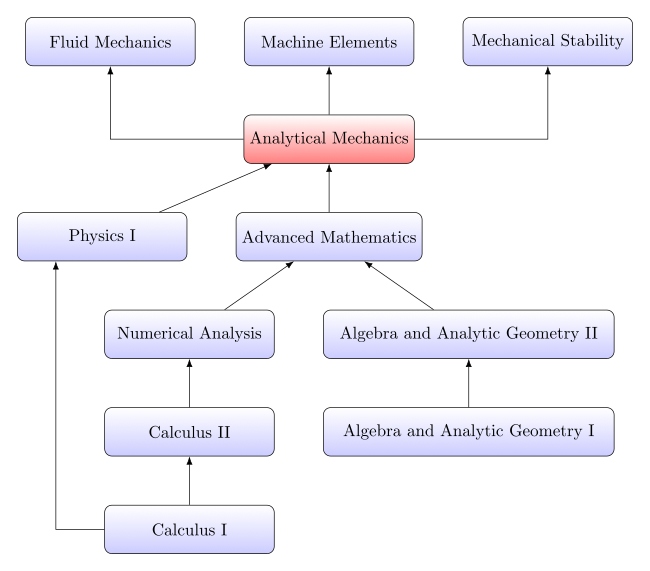 Fluid Mechanics
Machine Elements
Mechanical Stability
Analytical Mechanics
Physics I
Advanced Mathematics
Numerical Analysis
Algebra and Analytic Geometry II
Calculus II
Algebra and Analytic Geometry I
Calculus I